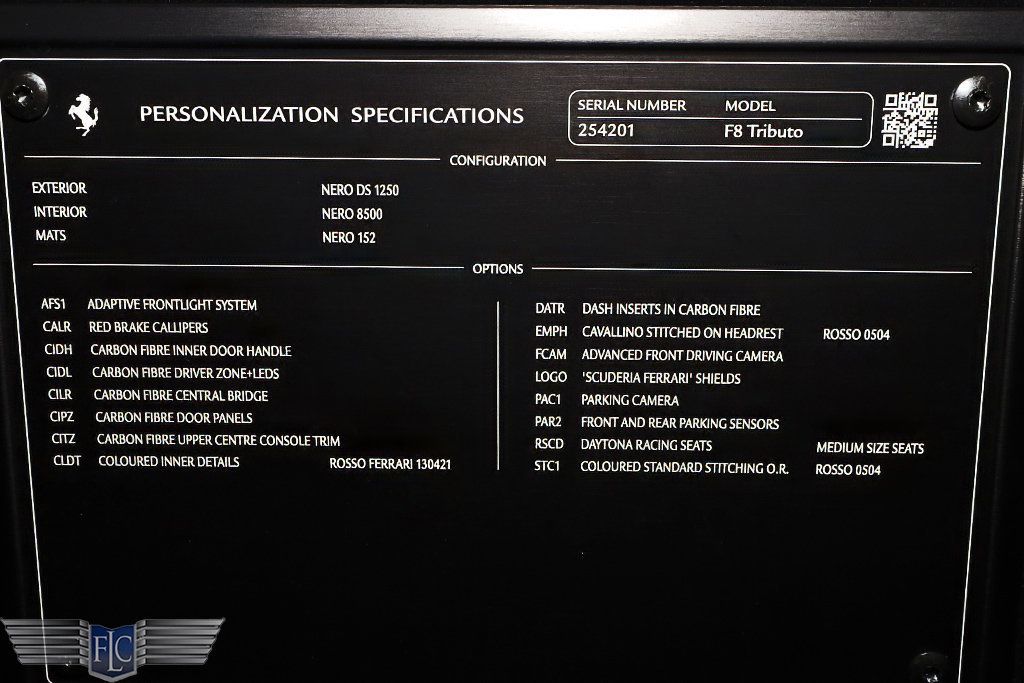 PERSONALIZATION SPECIFICATIONS
SERIAL NUMBER MODEL
254201 F8 Tributo
CONFIGURATION
EXTERIOR NERO DS 1250
INTERIOR NERO 8500
MATS NERO 152
OPTIONS
AFS1 ADAPTIVE FRONTLIGHT SYSTEM
CALR RED BRAKE CALLIPERS
CIDH CARBON FIBRE INNER DOOR HANDLE
CIDL CARBON FIBRE DRIVER ZONE+LEDS
CILR CARBON FIBRE CENTRAL BRIDGE
CIPZ CARBON FIBRE DOOR PANELS
CITZ CARBON FIBRE UPPER CENTRE CONSOLE TRIM
CLDT COLOURED INNER DETAILS ROSSO FERRARI 130421
DATR DASH INSERTS IN CARBON FIBRE
EMPH CAVALLINO STITCHED ON HEADREST ROSSO 0504
FCAM ADVANCED FRONT DRIVING CAMERA
LOGO 'SCUDERIA FERRARI' SHIELDS
PAC1 PARKING CAMERA
PAR2 FRONT AND REAR PARKING SENSORS
RSCD DAYTONA RACING SEATS MEDIUM SIZE SEATS
STC1 COLOURED STANDARD STITCHING O.R. ROSSO 0504
FLC